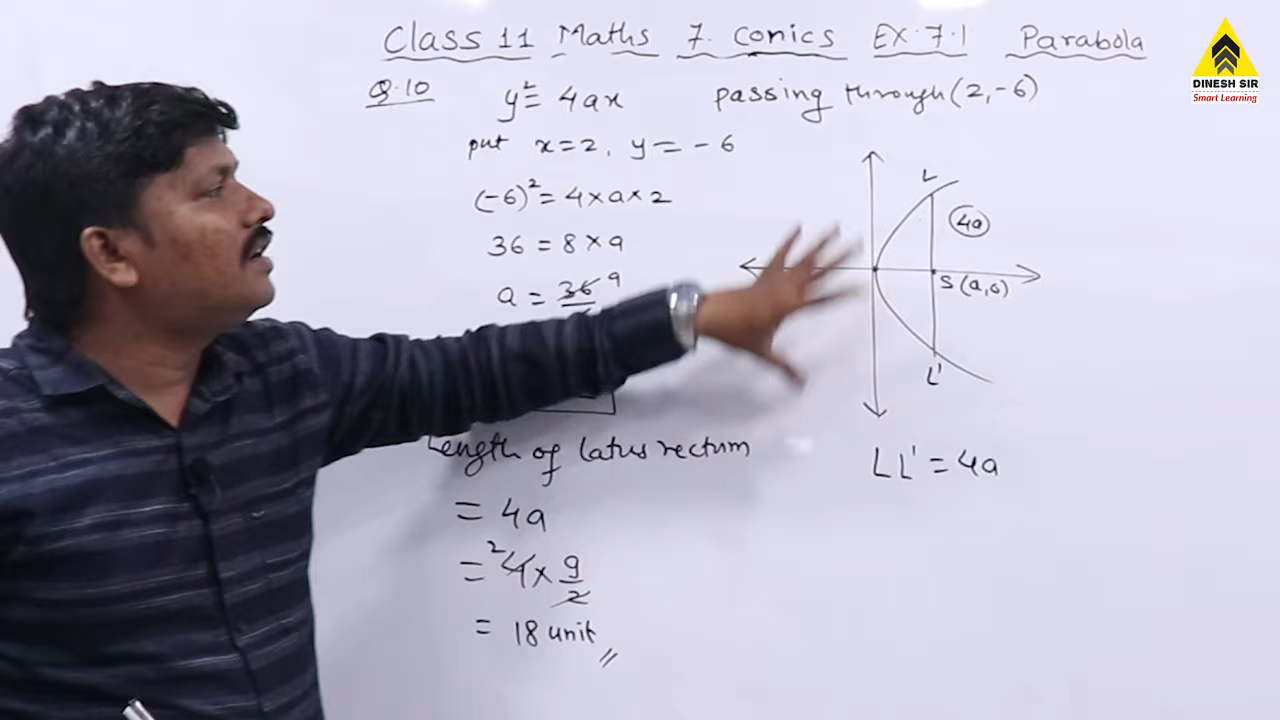 Class 11 Maths 7. Conics Ex. 7.1 Parabola
DINESH SIR
Smart Learning
Q.10 y² = 4ax passing through (2, -6)
put x = 2, y = - 6
(-6)² = 4 × a × 2
36 = 8 × a
a = 36 9
L
4a
S (a, 0)
L'
Length of latus rectum
LL' = 4a
= 4a
= 2 4 × 9/2
= 18 unit //